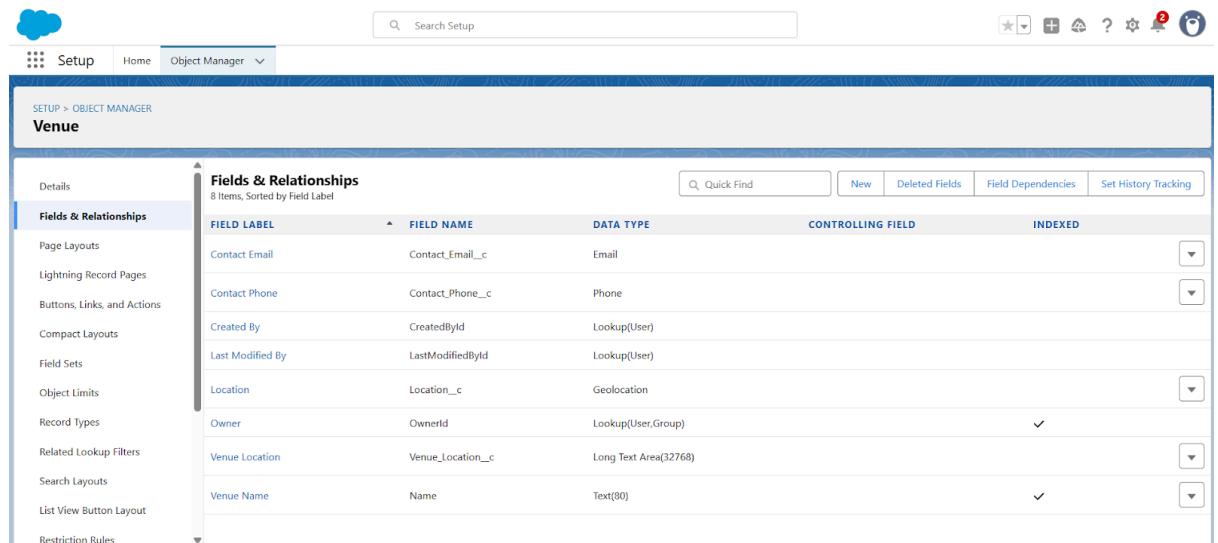 Search Setup
2
Setup Home Object Manager
SETUP > OBJECT MANAGER
Venue
Details
Fields & Relationships
Page Layouts
Lightning Record Pages
Buttons, Links, and Actions
Compact Layouts
Field Sets
Object Limits
Record Types
Related Lookup Filters
Search Layouts
List View Button Layout
Restriction Rules
Fields & Relationships
8 Items, Sorted by Field Label
Quick Find New Deleted Fields Field Dependencies Set History Tracking
FIELD LABEL FIELD NAME DATA TYPE CONTROLLING FIELD INDEXED
Contact Email Contact_Email__c Email
Contact Phone Contact_Phone__c Phone
Created By CreatedById Lookup(User)
Last Modified By LastModifiedById Lookup(User)
Location Location__c Geolocation
Owner OwnerId Lookup(User,Group)
Venue Location Venue_Location__c Long Text Area(32768)
Venue Name Name Text(80)